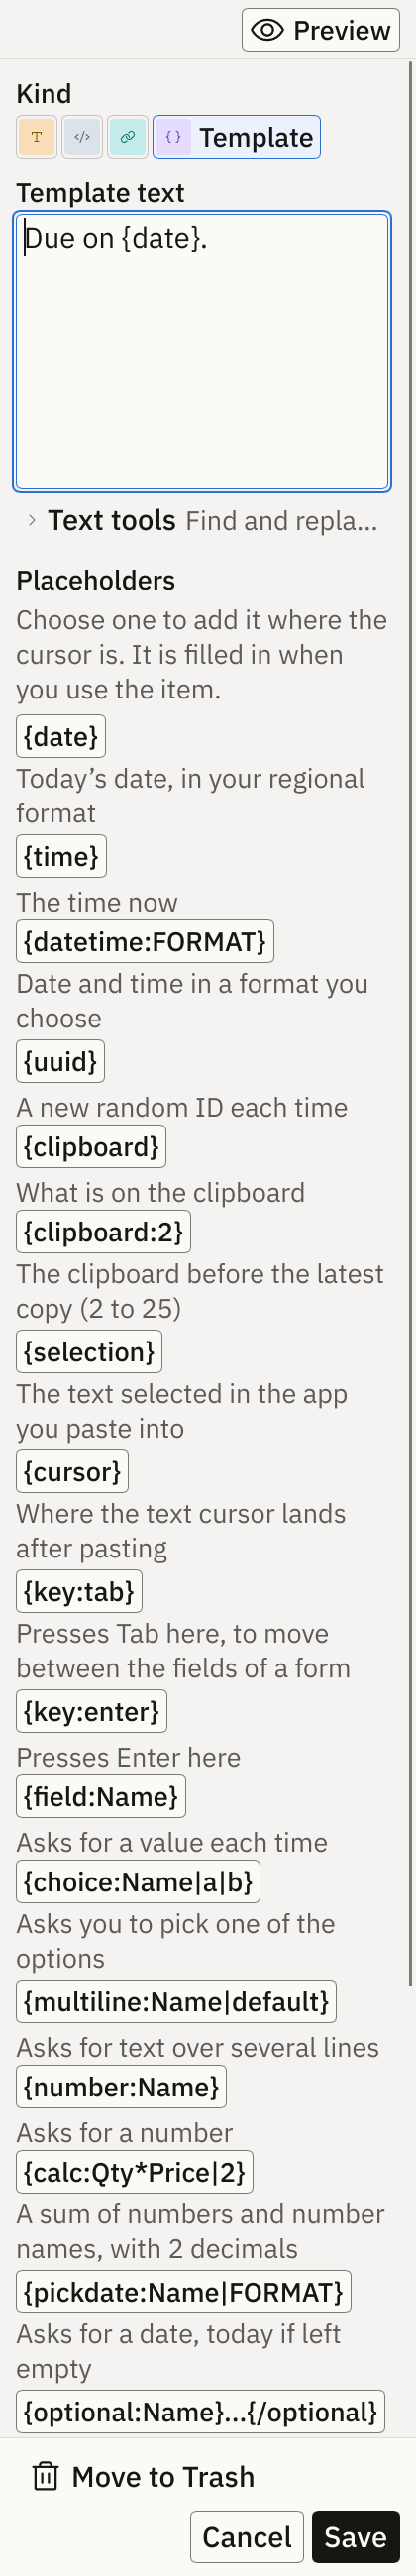 Preview
Kind
T </> { } Template
Template text
Due on {date}.
Text tools Find and repla...
Placeholders
Choose one to add it where the
cursor is. It is filled in when
you use the item.
{date}
Today’s date, in your regional
format
{time}
The time now
{datetime:FORMAT}
Date and time in a format you
choose
{uuid}
A new random ID each time
{clipboard}
What is on the clipboard
{clipboard:2}
The clipboard before the latest
copy (2 to 25)
{selection}
The text selected in the app
you paste into
{cursor}
Where the text cursor lands
after pasting
{key:tab}
Presses Tab here, to move
between the fields of a form
{key:enter}
Presses Enter here
{field:Name}
Asks for a value each time
{choice:Name|a|b}
Asks you to pick one of the
options
{multiline:Name|default}
Asks for text over several lines
{number:Name}
Asks for a number
{calc:Qty*Price|2}
A sum of numbers and number
names, with 2 decimals
{pickdate:Name|FORMAT}
Asks for a date, today if left
empty
{optional:Name}...{/optional}
Move to Trash
Cancel Save